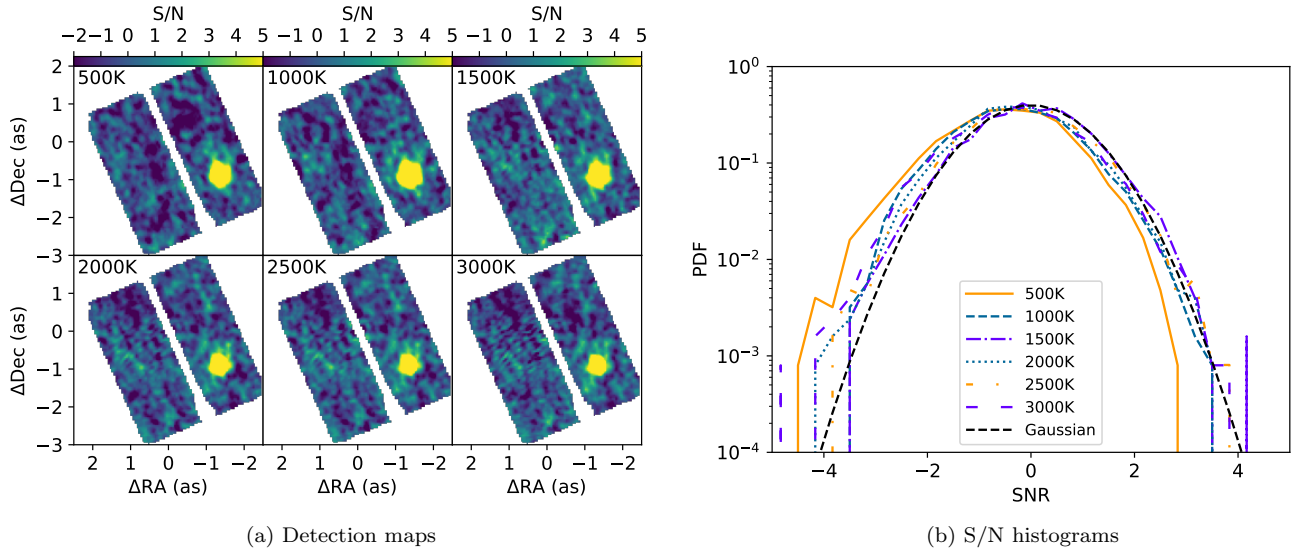 S/N S/N S/N
−2−1 0 1 2 3 4 5 −1 0 1 2 3 4 5 −1 0 1 2 3 4 5
500K 1000K 1500K
2
1
0
−1
−2
−3
ΔDec (as)
2000K 2500K 3000K
1
0
−1
−2
−3
ΔDec (as)
2 1 0 −1 −2 2 1 0 −1 −2 2 1 0 −1 −2
ΔRA (as) ΔRA (as) ΔRA (as)
(a) Detection maps
10⁰
10⁻¹
10⁻²
10⁻³
10⁻⁴
PDF
500K
1000K
1500K
2000K
2500K
3000K
Gaussian
−4 −2 0 2 4
SNR
(b) S/N histograms